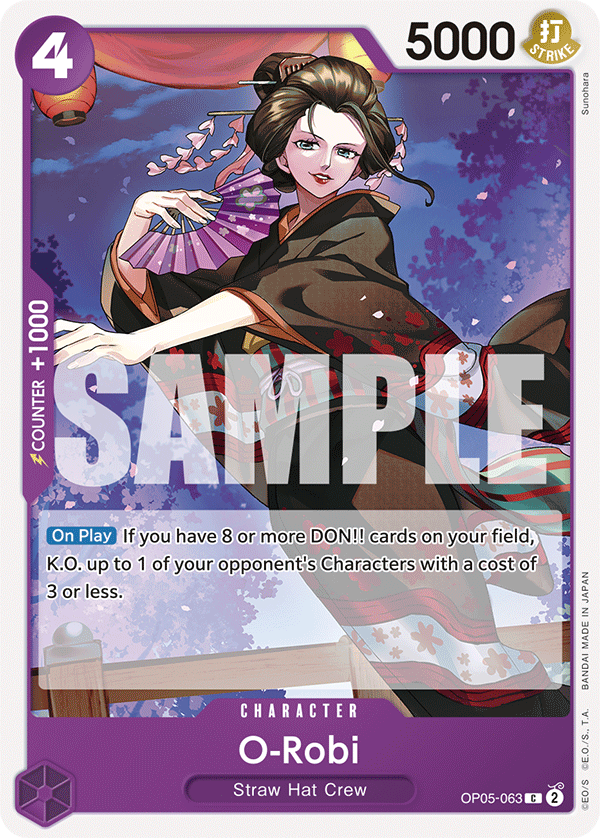 4
5000
打
STRIKE
Sunohara
COUNTER +1000
SAMPLE
On Play If you have 8 or more DON!! cards on your field,
K.O. up to 1 of your opponent's Characters with a cost of
3 or less.
CHARACTER
O-Robi
Straw Hat Crew
OP05-063 C 2
©EO/S ©E.O./S., T.A. BANDAI MADE IN JAPAN